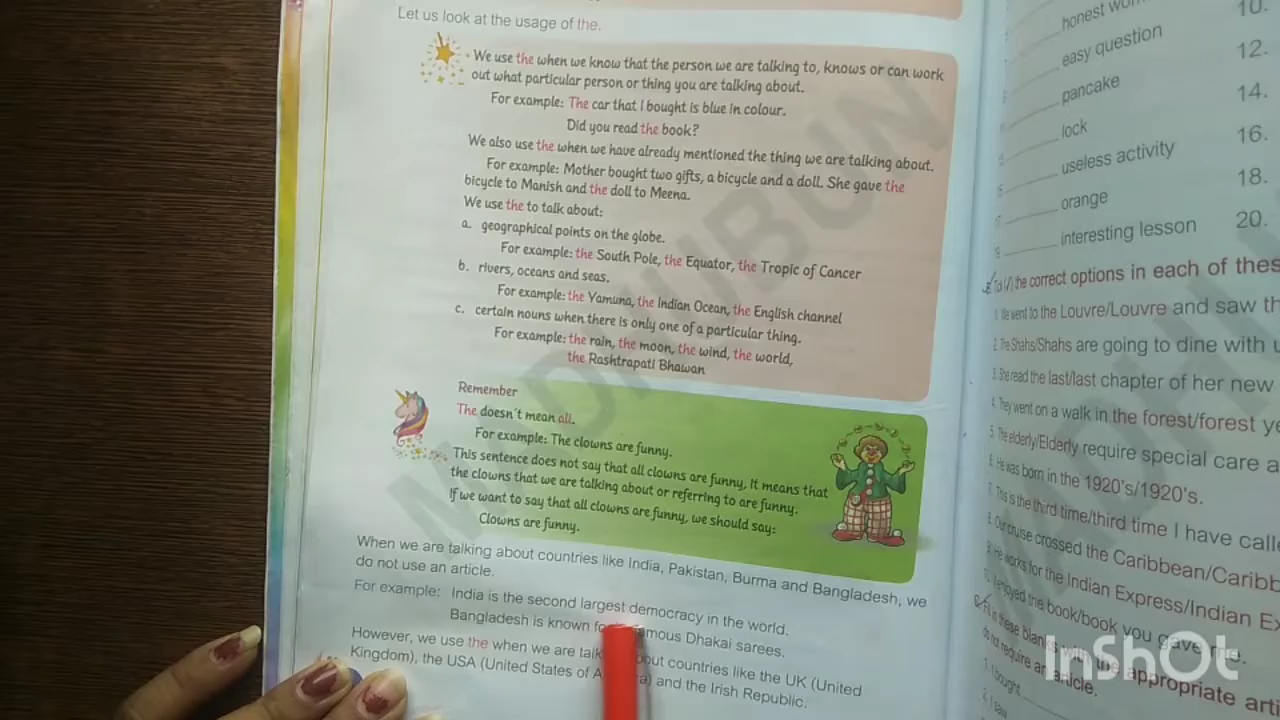 Let us look at the usage of the.
We use the when we know that the person we are talking to, knows or can work
out what particular person or thing you are talking about.
For example: The car that I bought is blue in colour.
Did you read the book?
We also use the when we have already mentioned the thing we are talking about.
For example: Mother bought two gifts, a bicycle and a doll. She gave the
bicycle to Manish and the doll to Meena.
We use the to talk about:
a. geographical points on the globe.
For example: the South Pole, the Equator, the Tropic of Cancer
b. rivers, oceans and seas.
For example: the Yamuna, the Indian Ocean, the English channel
c. certain nouns when there is only one of a particular thing.
For example: the rain, the moon, the wind, the world,
the Rashtrapati Bhawan
Remember
The doesn't mean all.
For example: The clowns are funny.
This sentence does not say that all clowns are funny, It means that
the clowns that we are talking about or referring to are funny.
If we want to say that all clowns are funny, we should say:
Clowns are funny.
When we are talking about countries like India, Pakistan, Burma and Bangladesh, we
do not use an article.
For example: India is the second largest democracy in the world.
Bangladesh is known sarees. Dhakai
However, we use the when we are countries like the UK (United
Kingdom), the USA (United States of and the Irish Republic.
MADHUBUN
honest
10.
easy question
12.
pancake
14.
lock
16.
useless activity
18.
orange
20.
interesting lesson
the correct options in each of
went to the Louvre/Louvre and saw
2. The Shahs/Shahs are going to dine with
3. She read the last/last chapter of her new
4. They went on a walk in the forest/forest
5. The elderly/Elderly require special care
6. He was born in the 1920's/1920's.
7. This is the third time/third time I have
8. Our cruise crossed the Caribbean/
9. He works for the Indian Express/Indian
10. I enjoyed the book/book you gave me.
these blanks with the appropriate
do not require an article.
1. I bought
2. I saw
InShOt